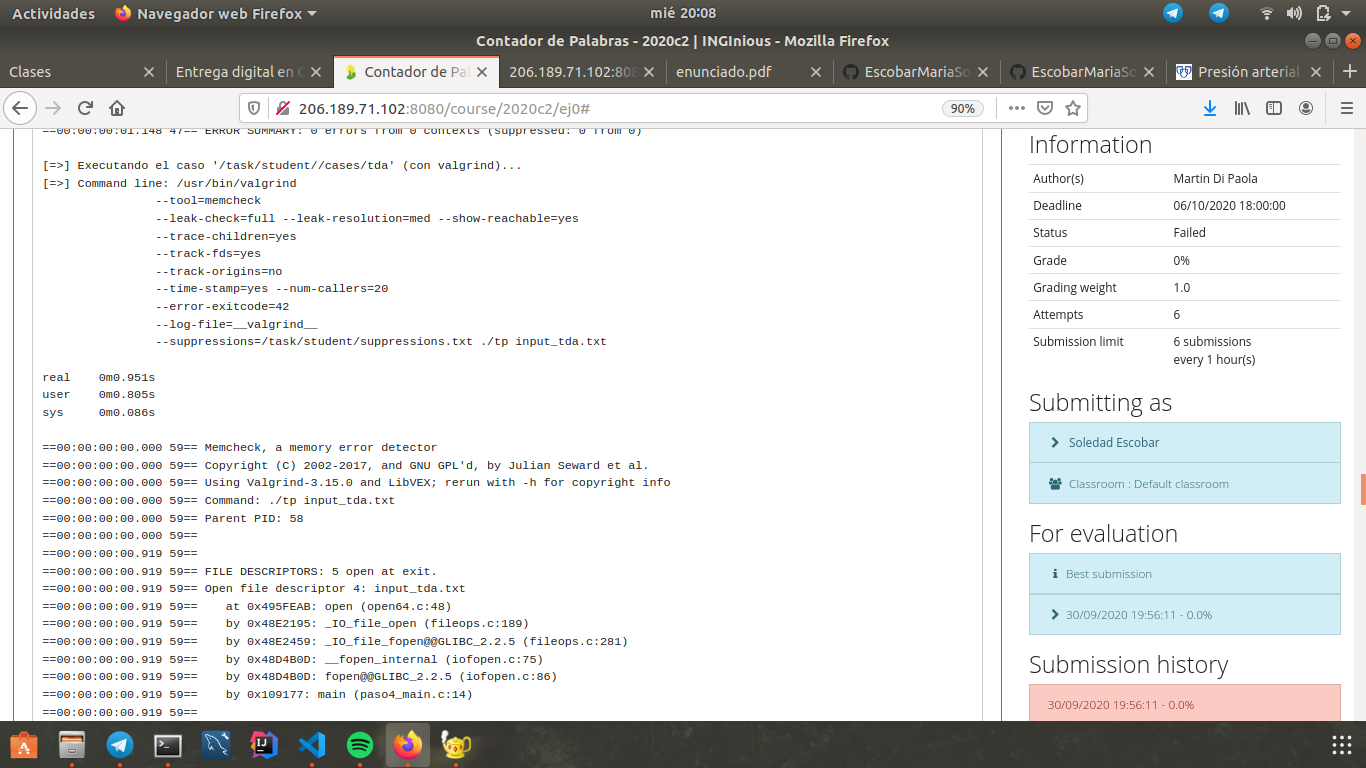 Actividades
Navegador web Firefox
mié 20:08
Contador de Palabras - 2020c2 | INGInious - Mozilla Firefox
Clases
Entrega digital en C
Contador de Pal
206.189.71.102:808
enunciado.pdf
EscobarMariaSo
EscobarMariaSo
Presión arterial
206.189.71.102:8080/course/2020c2/ej0#
90%
==00:00:00:01.148 47== ERROR SUMMARY: 0 errors from 0 contexts (suppressed: 0 from 0)
[=>] Executando el caso '/task/student//cases/tda' (con valgrind)...
[=>] Command line: /usr/bin/valgrind
--tool=memcheck
--leak-check=full --leak-resolution=med --show-reachable=yes
--trace-children=yes
--track-fds=yes
--track-origins=no
--time-stamp=yes --num-callers=20
--error-exitcode=42
--log-file=__valgrind__
--suppressions=/task/student/suppressions.txt ./tp input_tda.txt
real 0m0.951s
user 0m0.805s
sys 0m0.086s
==00:00:00:00.000 59== Memcheck, a memory error detector
==00:00:00:00.000 59== Copyright (C) 2002-2017, and GNU GPL'd, by Julian Seward et al.
==00:00:00:00.000 59== Using Valgrind-3.15.0 and LibVEX; rerun with -h for copyright info
==00:00:00:00.000 59== Command: ./tp input_tda.txt
==00:00:00:00.000 59== Parent PID: 58
==00:00:00:00.000 59==
==00:00:00:00.919 59==
==00:00:00:00.919 59== FILE DESCRIPTORS: 5 open at exit.
==00:00:00:00.919 59== Open file descriptor 4: input_tda.txt
==00:00:00:00.919 59== at 0x495FEAB: open (open64.c:48)
==00:00:00:00.919 59== by 0x48E2195: _IO_file_open (fileops.c:189)
==00:00:00:00.919 59== by 0x48E2459: _IO_file_fopen@@GLIBC_2.2.5 (fileops.c:281)
==00:00:00:00.919 59== by 0x48D4B0D: __fopen_internal (iofopen.c:75)
==00:00:00:00.919 59== by 0x48D4B0D: fopen@@GLIBC_2.2.5 (iofopen.c:86)
==00:00:00:00.919 59== by 0x109177: main (paso4_main.c:14)
==00:00:00:00.919 59==
Information
Author(s) Martin Di Paola
Deadline 06/10/2020 18:00:00
Status Failed
Grade 0%
Grading weight 1.0
Attempts 6
Submission limit 6 submissions
every 1 hour(s)
Submitting as
Soledad Escobar
Classroom : Default classroom
For evaluation
Best submission
30/09/2020 19:56:11 - 0.0%
Submission history
30/09/2020 19:56:11 - 0.0%